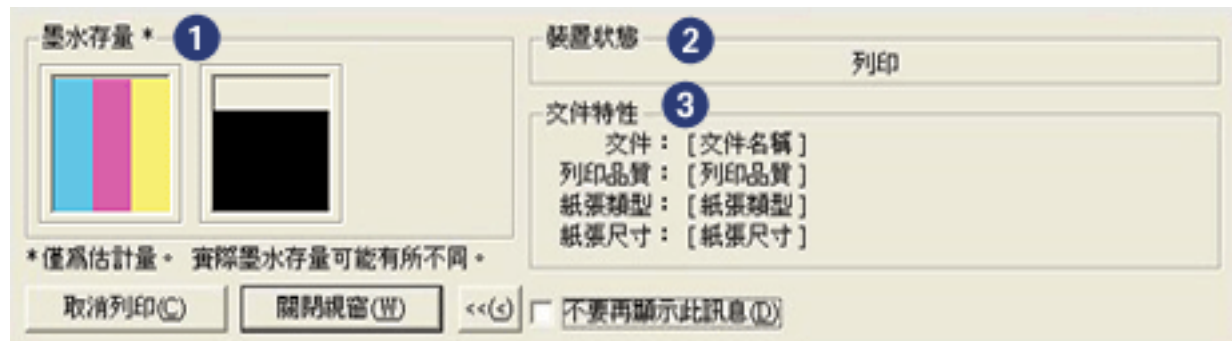 墨水存量 * 1
裝置狀態 2
列印
文件特性 3
文件： [文件名稱]
列印品質： [列印品質]
紙張類型： [紙張類型]
紙張尺寸： [紙張尺寸]
*僅爲估計量。 實際墨水存量可能有所不同。
取消列印(C)
關閉視窗(W)
<<(<)
不要再顯示此訊息(D)